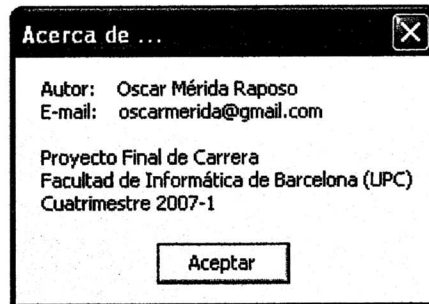 Acerca de ...
Autor: Oscar Mérida Raposo
E-mail: oscarmerida@gmail.com
Proyecto Final de Carrera
Facultad de Informática de Barcelona (UPC)
Cuatrimestre 2007-1
Aceptar